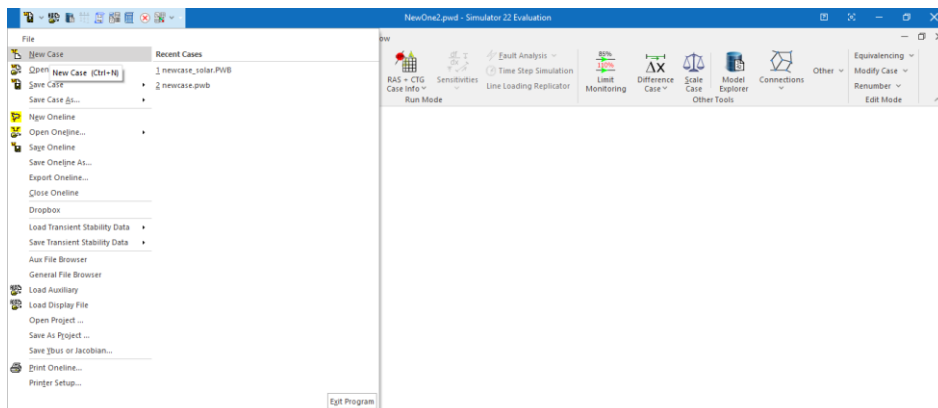 NewOne2.pwd - Simulator 22 Evaluation
File
New Case
Open
New Case (Ctrl+N)
Save Case
Save Case As...
New Oneline
Open Oneline...
Save Oneline
Save Oneline As...
Export Oneline...
Close Oneline
Dropbox
Load Transient Stability Data
Save Transient Stability Data
Aux File Browser
General File Browser
Load Auxiliary
Load Display File
Open Project ...
Save As Project ...
Save Ybus or Jacobian...
Print Oneline...
Printer Setup...
Recent Cases
1 newcase_solar.PWB
2 newcase.pwb
Exit Program
ow
RAS + CTG
Case Info
Sensitivities
Fault Analysis
Time Step Simulation
Line Loading Replicator
Run Mode
85%
110%
Limit
Monitoring
Δx
Difference
Case
Scale
Case
Model
Explorer
Connections
Other
Other Tools
Equivalencing
Modify Case
Renumber
Edit Mode